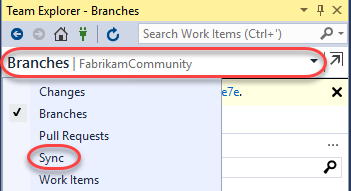 Team Explorer - Branches
Search Work Items (Ctrl+')
Branches | FabrikamCommunity
Changes
e7e.
Branches
Pull Requests
Sync
Work Items